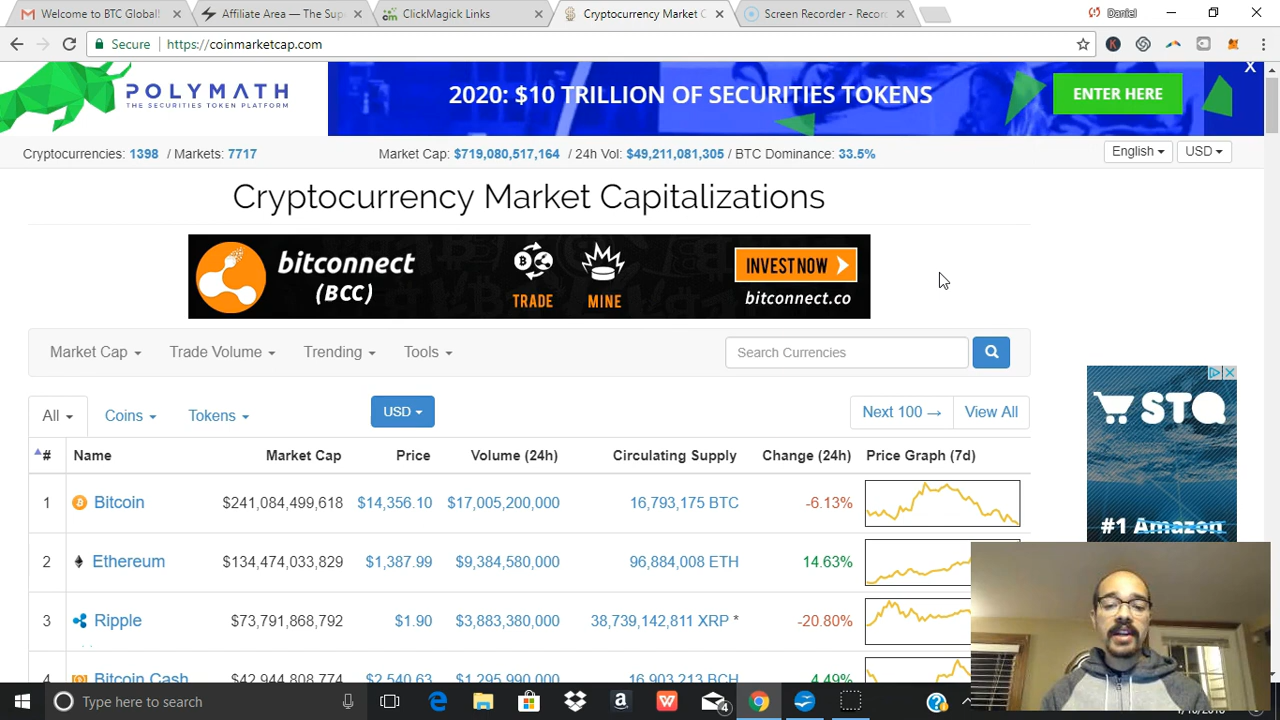 Welcome to BTC Global!
Affiliate Area — The Sup
ClickMagick Links
Cryptocurrency Market C
Screen Recorder - Record
Daniel
Secure
https://coinmarketcap.com
POLYMATH
THE SECURITIES TOKEN PLATFORM
2020: $10 TRILLION OF SECURITIES TOKENS
ENTER HERE
X
Cryptocurrencies: 1398 / Markets: 7717
Market Cap: $719,080,517,164 / 24h Vol: $49,211,081,305 / BTC Dominance: 33.5%
English
USD
Cryptocurrency Market Capitalizations
bitconnect
(BCC)
TRADE
MINE
INVEST NOW
bitconnect.co
Market Cap
Trade Volume
Trending
Tools
Search Currencies
All
Coins
Tokens
USD
Next 100 →
View All
STQ
#1 Amazon
# Name Market Cap Price Volume (24h) Circulating Supply Change (24h) Price Graph (7d)
1 Bitcoin $241,084,499,618 $14,356.10 $17,005,200,000 16,793,175 BTC -6.13%
2 Ethereum $134,474,033,829 $1,387.99 $9,384,580,000 96,884,008 ETH 14.63%
3 Ripple $73,791,868,792 $1.90 $3,883,380,000 38,739,142,811 XRP * -20.80%
Bitcoin Cash
Type here to search